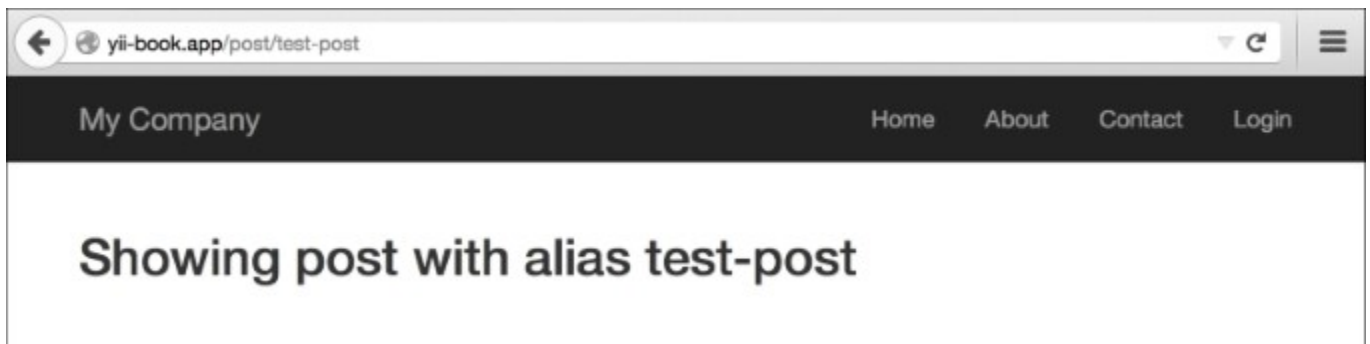 yii-book.app/post/test-post
My Company Home About Contact Login
Showing post with alias test-post